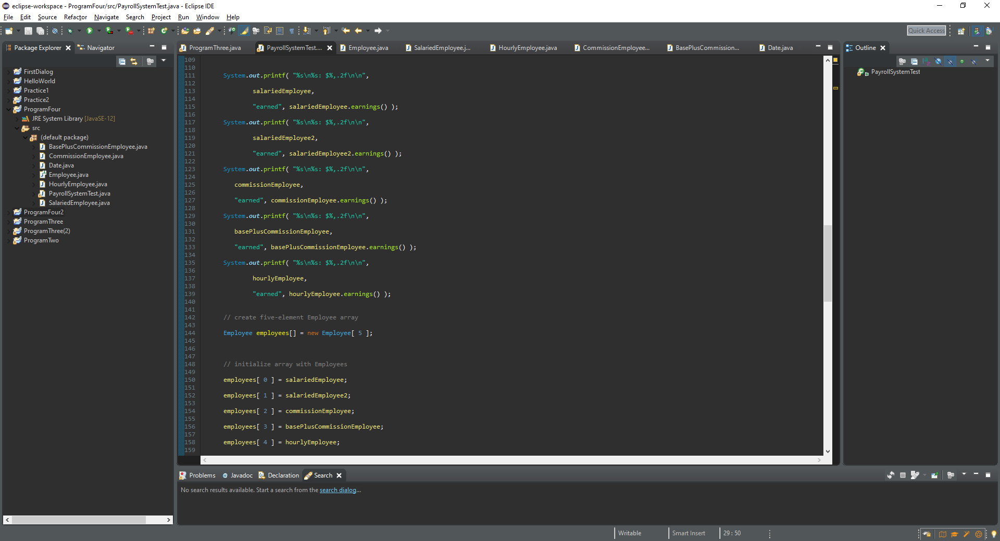 eclipse-workspace - ProgramFour/src/PayrollSystemTest.java - Eclipse IDE
File Edit Source Refactor Navigate Search Project Run Window Help
Quick Access
Package Explorer Navigator
FirstDialog
HelloWorld
Practice1
Practice2
ProgramFour
JRE System Library [JavaSE-12]
src
(default package)
BasePlusCommissionEmployee.java
CommissionEmployee.java
Date.java
Employee.java
HourlyEmployee.java
PayrollSystemTest.java
SalariedEmployee.java
ProgramFour2
ProgramThree
ProgramThree(2)
ProgramTwo
ProgramThree.java PayrollSystemTest.... Employee.java SalariedEmployee.j... HourlyEmployee.java CommissionEmployee... BasePlusCommission... Date.java
109
110
111 System.out.printf( "%s\n%s: $%,.2f\n\n",
112
113 salariedEmployee,
114
115 "earned", salariedEmployee.earnings() );
116
117 System.out.printf( "%s\n%s: $%,.2f\n\n",
118
119 salariedEmployee2,
120
121 "earned", salariedEmployee2.earnings() );
122
123 System.out.printf( "%s\n%s: $%,.2f\n\n",
124
125 commissionEmployee,
126
127 "earned", commissionEmployee.earnings() );
128
129 System.out.printf( "%s\n%s: $%,.2f\n\n",
130
131 basePlusCommissionEmployee,
132
133 "earned", basePlusCommissionEmployee.earnings() );
134
135 System.out.printf( "%s\n%s: $%,.2f\n\n",
136
137 hourlyEmployee,
138
139 "earned", hourlyEmployee.earnings() );
140
141
142 // create five-element Employee array
143
144 Employee employees[] = new Employee[ 5 ];
145
146
147
148 // initialize array with Employees
149
150 employees[ 0 ] = salariedEmployee;
151
152 employees[ 1 ] = salariedEmployee2;
153
154 employees[ 2 ] = commissionEmployee;
155
156 employees[ 3 ] = basePlusCommissionEmployee;
157
158 employees[ 4 ] = hourlyEmployee;
159
Outline
PayrollSystemTest
Problems Javadoc Declaration Search
No search results available. Start a search from the search dialog...
Writable Smart Insert 29 : 50